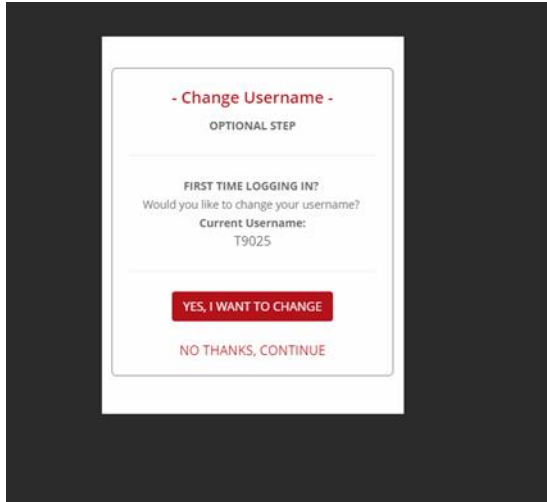 - Change Username -
OPTIONAL STEP
FIRST TIME LOGGING IN?
Would you like to change your username?
Current Username:
T9025
YES, I WANT TO CHANGE
NO THANKS, CONTINUE